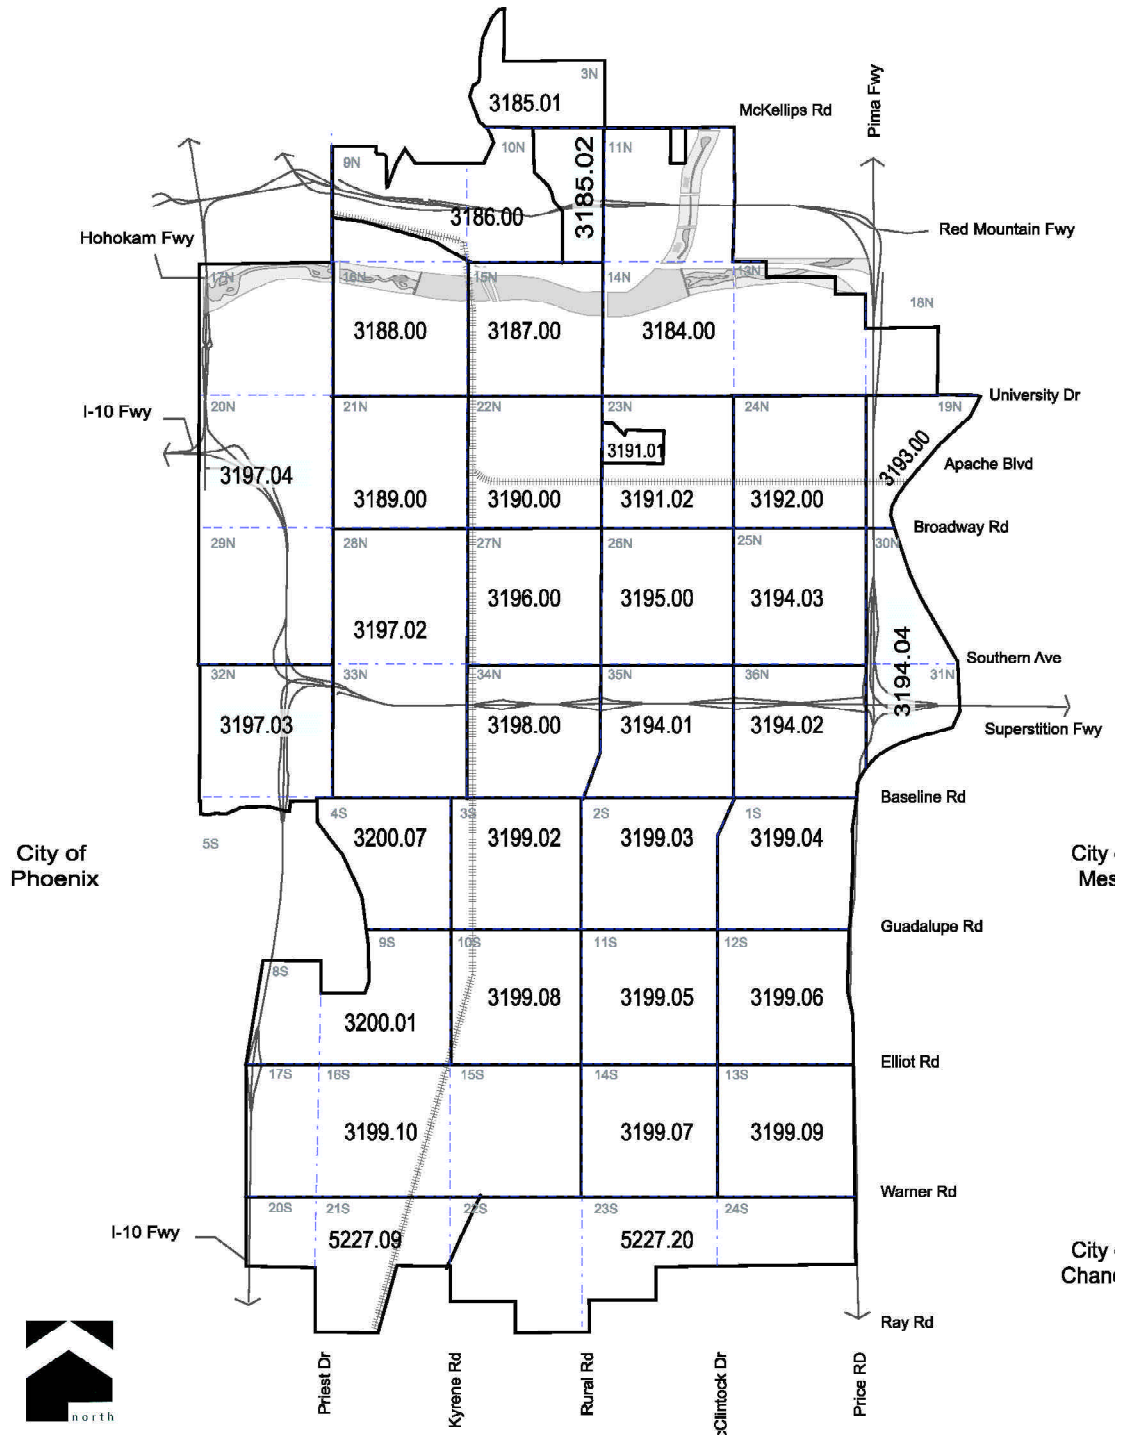 3N
3185.01
McKellips Rd
Pima Fwy
10N
11N
9N
3185.02
3186.00
Red Mountain Fwy
Hohokam Fwy
17N
16N
15N
14N
13N
18N
3188.00
3187.00
3184.00
University Dr
20N
21N
22N
23N
24N
19N
I-10 Fwy
3191.01
3193.00
Apache Blvd
3197.04
3189.00
3190.00
3191.02
3192.00
Broadway Rd
29N
28N
27N
26N
25N
30N
3196.00
3195.00
3194.03
3197.02
3194.04
Southern Ave
32N
33N
34N
35N
36N
31N
3197.03
3198.00
3194.01
3194.02
Superstition Fwy
Baseline Rd
4S
3S
2S
1S
5S
3200.07
3199.02
3199.03
3199.04
City of
Phoenix
City
Mes
Guadalupe Rd
9S
10S
11S
12S
8S
3199.08
3199.05
3199.06
3200.01
Elliot Rd
17S
16S
15S
14S
13S
3199.10
3199.07
3199.09
Warner Rd
20S
21S
22S
23S
24S
I-10 Fwy
5227.09
5227.20
City
Chan
Ray Rd
north
Priest Dr
Kyrene Rd
Rural Rd
cClintock Dr
Price RD